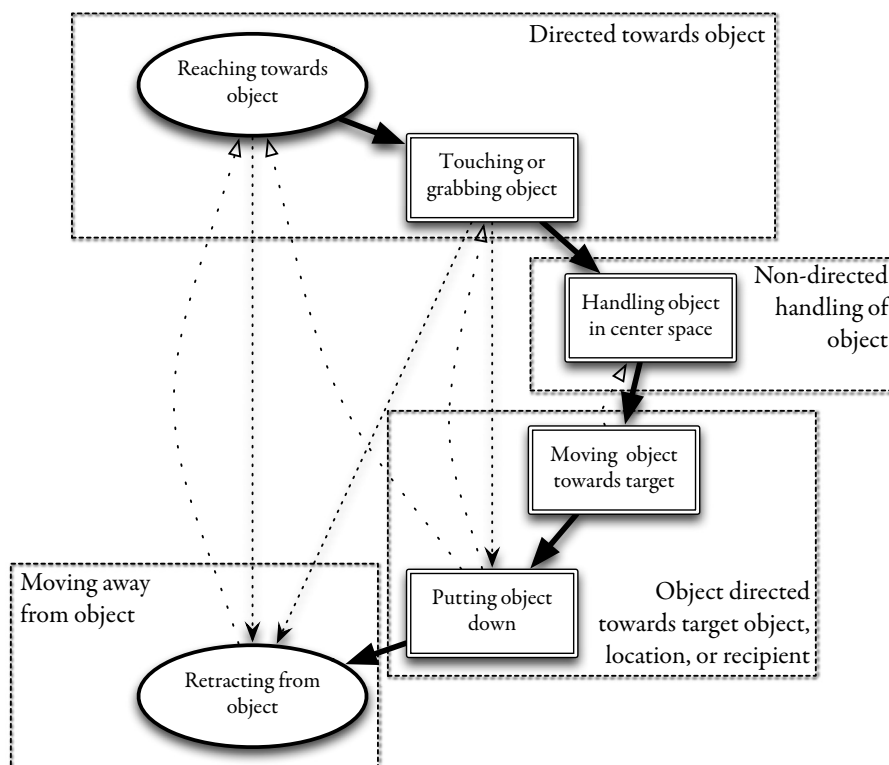 Directed towards object
Reaching towards
object
Touching or
grabbing object
Non-directed
handling of
object
Handling object
in center space
Moving object
towards target
Moving away
from object
Putting object
down
Object directed
towards target object,
location, or recipient
Retracting from
object